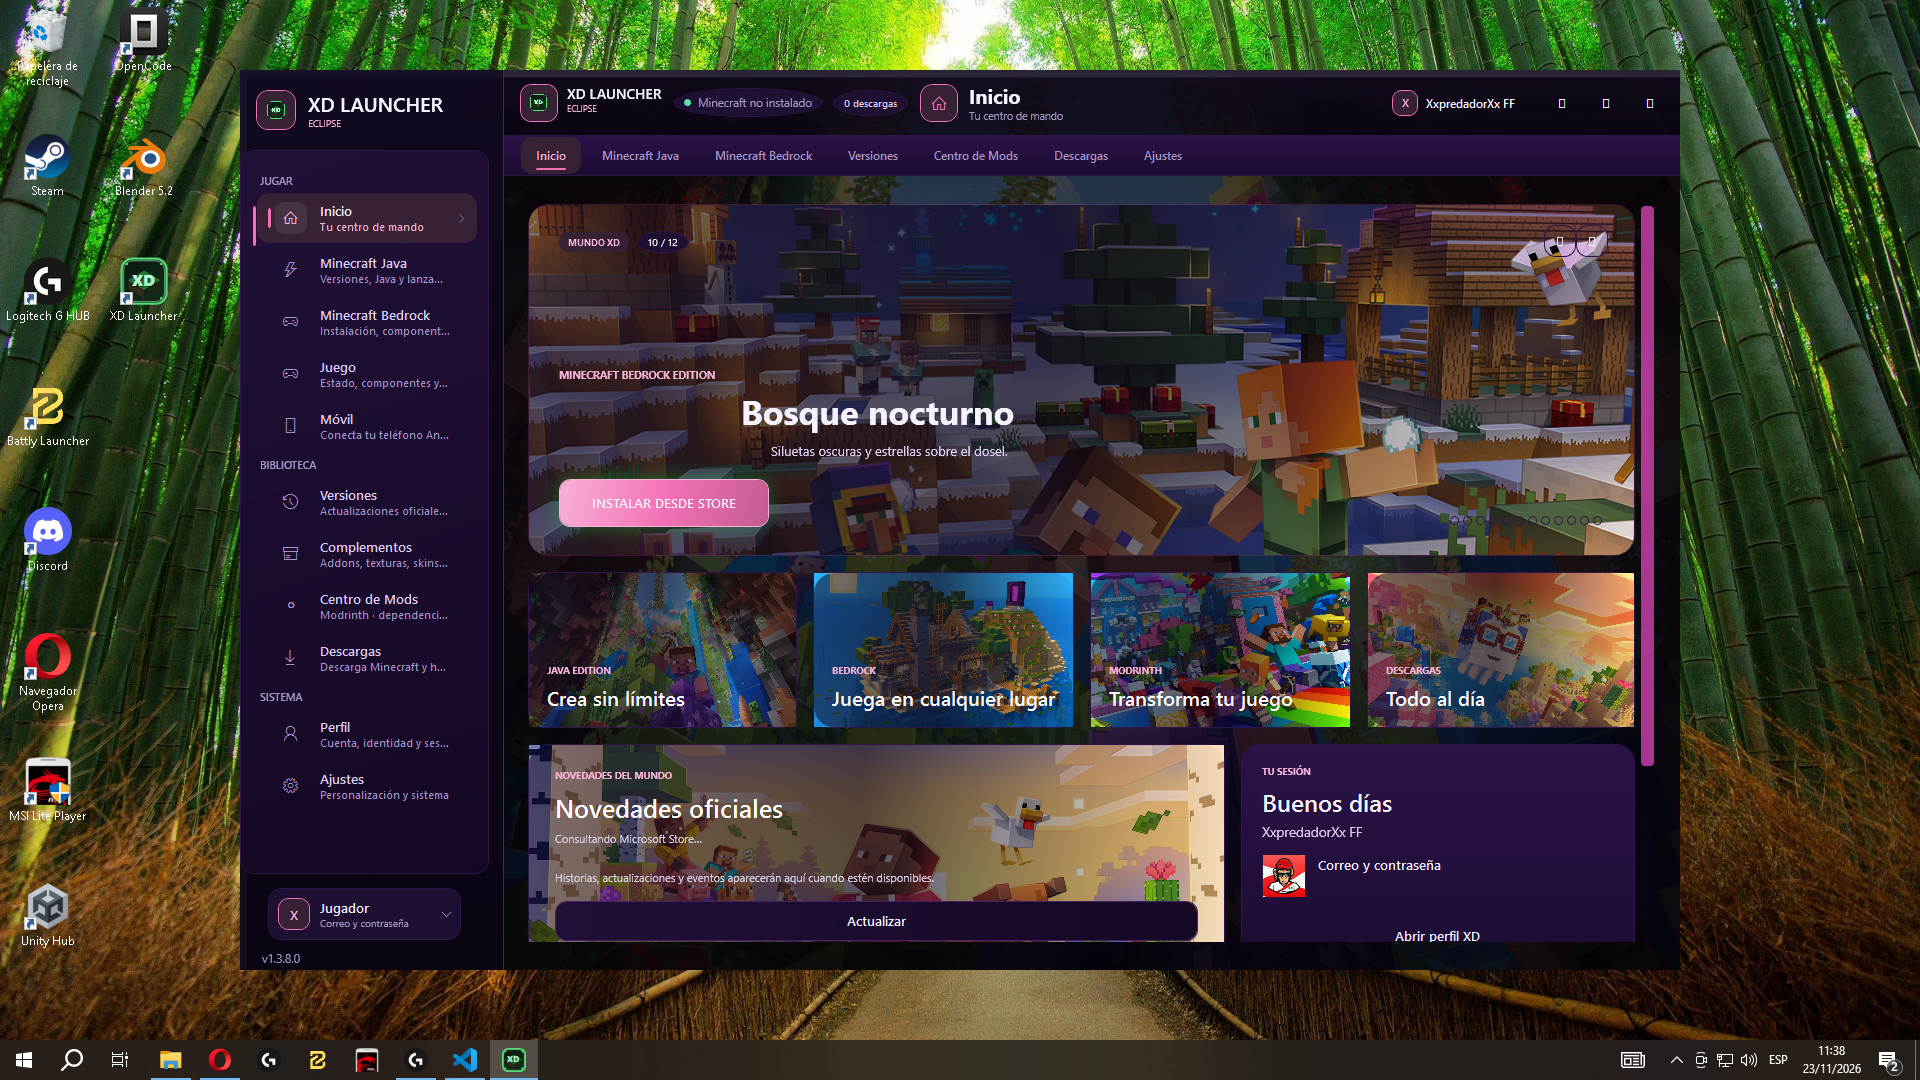 Papelera de
reciclaje
OpenCode
Steam
Blender 5.2
Logitech G HUB
XD
XD Launcher
Battly Launcher
Discord
Navegador
Opera
MSI Lite Player
Unity Hub
XD
XD LAUNCHER
ECLIPSE
JUGAR
Inicio
Tu centro de mando
Minecraft Java
Versiones, Java y lanza...
Minecraft Bedrock
Instalación, component...
Juego
Estado, componentes y...
Móvil
Conecta tu teléfono An...
BIBLIOTECA
Versiones
Actualizaciones oficiale...
Complementos
Addons, texturas, skins...
Centro de Mods
Modrinth · dependenci...
Descargas
Descarga Minecraft y h...
SISTEMA
Perfil
Cuenta, identidad y ses...
Ajustes
Personalización y sistema
X
Jugador
Correo y contraseña
v1.3.8.0
XD
XD LAUNCHER
ECLIPSE
Minecraft no instalado
0 descargas
Inicio
Tu centro de mando
X
XxpredadorXx FF
Inicio
Minecraft Java
Minecraft Bedrock
Versiones
Centro de Mods
Descargas
Ajustes
MUNDO XD
10 / 12
MINECRAFT BEDROCK EDITION
Bosque nocturno
Siluetas oscuras y estrellas sobre el dosel.
INSTALAR DESDE STORE
JAVA EDITION
Crea sin límites
BEDROCK
Juega en cualquier lugar
MODRINTH
Transforma tu juego
DESCARGAS
Todo al día
NOVEDADES DEL MUNDO
Novedades oficiales
Consultando Microsoft Store...
Historias, actualizaciones y eventos aparecerán aquí cuando estén disponibles.
Actualizar
TU SESIÓN
Buenos días
XxpredadorXx FF
Correo y contraseña
Abrir perfil XD
XD
ESP
11:38
23/11/2026
2